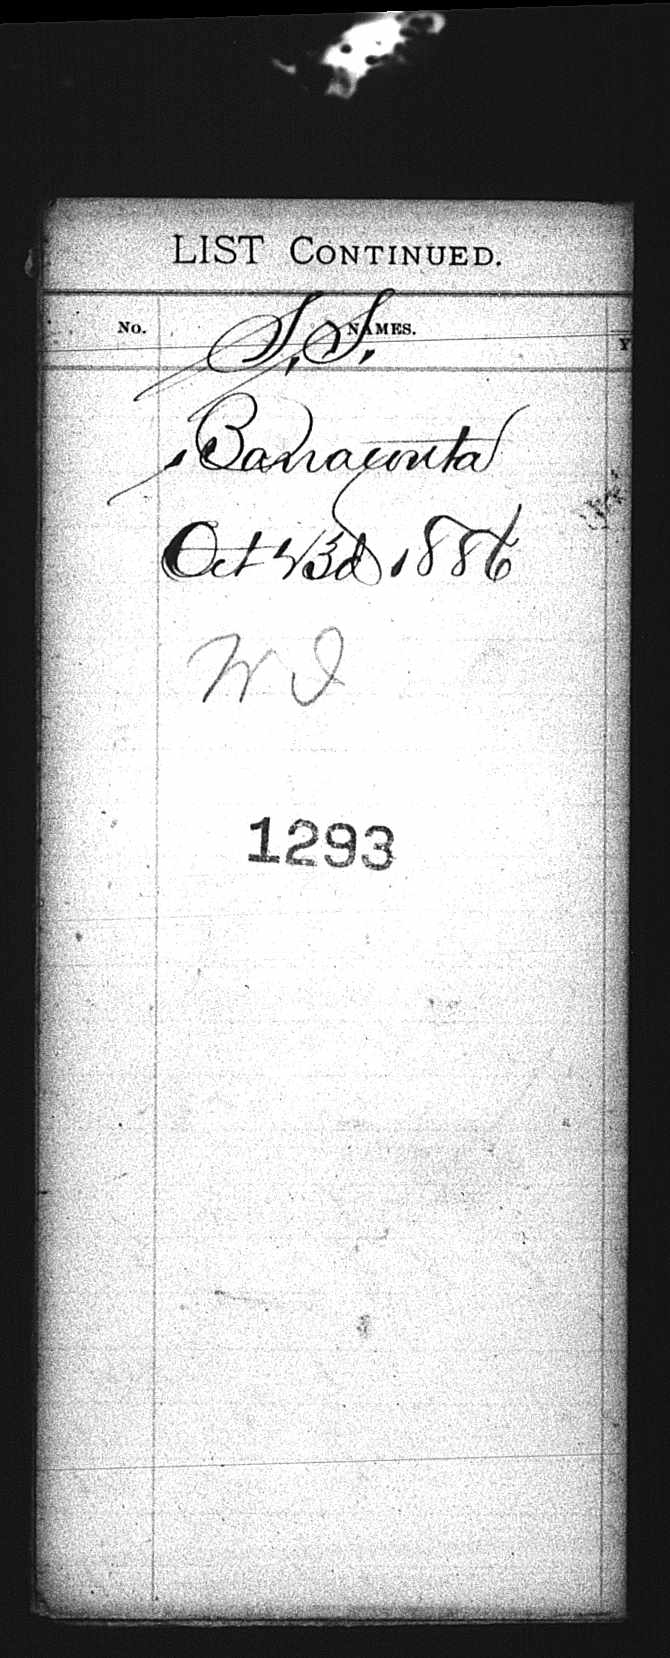 LIST CONTINUED.
No. NAMES. Y
S.S.
Barracouta
Oct 23d 1886
W I
1293